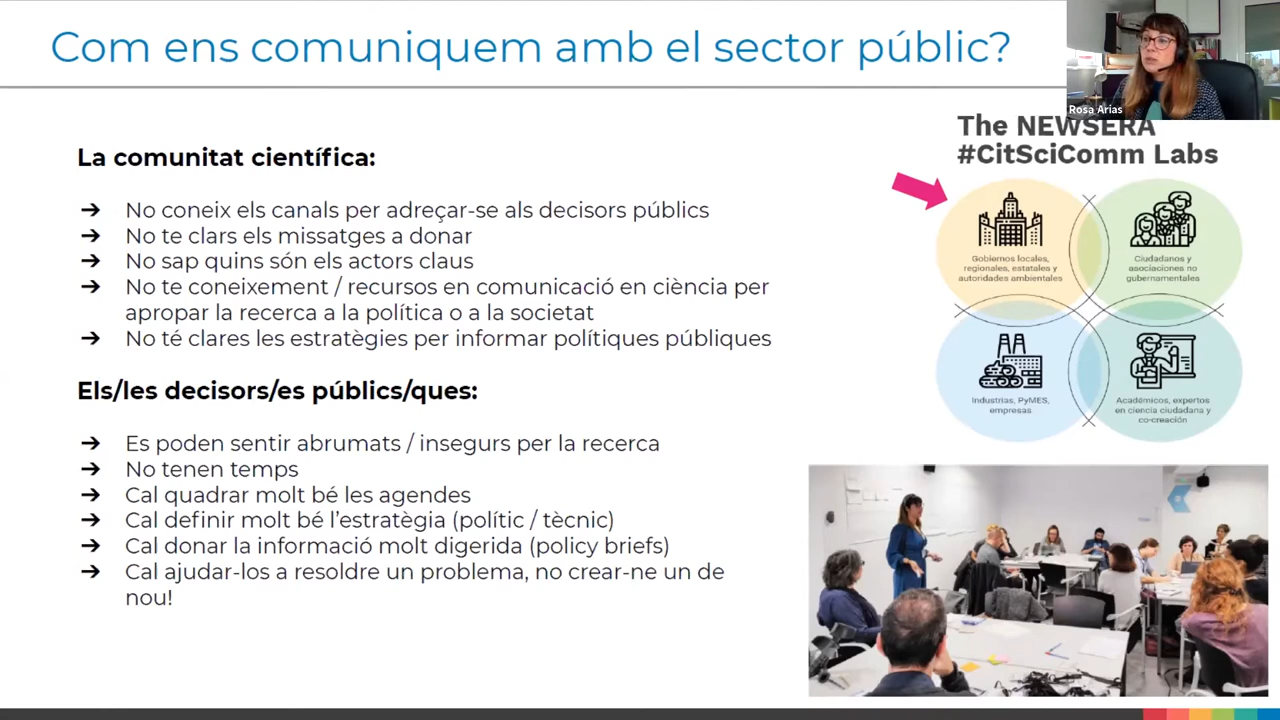 Com ens comuniquem amb el sector públic?
Rosa Arias
La comunitat científica:
➔ No coneix els canals per adreçar-se als decisors públics
➔ No te clars els missatges a donar
➔ No sap quins són els actors claus
➔ No te coneixement / recursos en comunicació en ciència per
apropar la recerca a la política o a la societat
➔ No té clares les estratègies per informar polítiques públiques
Els/les decisors/es públics/ques:
➔ Es poden sentir abrumats / insegurs per la recerca
➔ No tenen temps
➔ Cal quadrar molt bé les agendes
➔ Cal definir molt bé l’estratègia (polític / tècnic)
➔ Cal donar la informació molt digerida (policy briefs)
➔ Cal ajudar-los a resoldre un problema, no crear-ne un de
nou!
The NEWSERA
#CitSciComm Labs
Gobiernos locales,
regionales, estatales y
autoridades ambientales
Ciudadanos y
asociaciones no
gubernamentales
Industrias, PyMES,
empresas
Académicos, expertos
en ciencia ciudadana y
co-creación